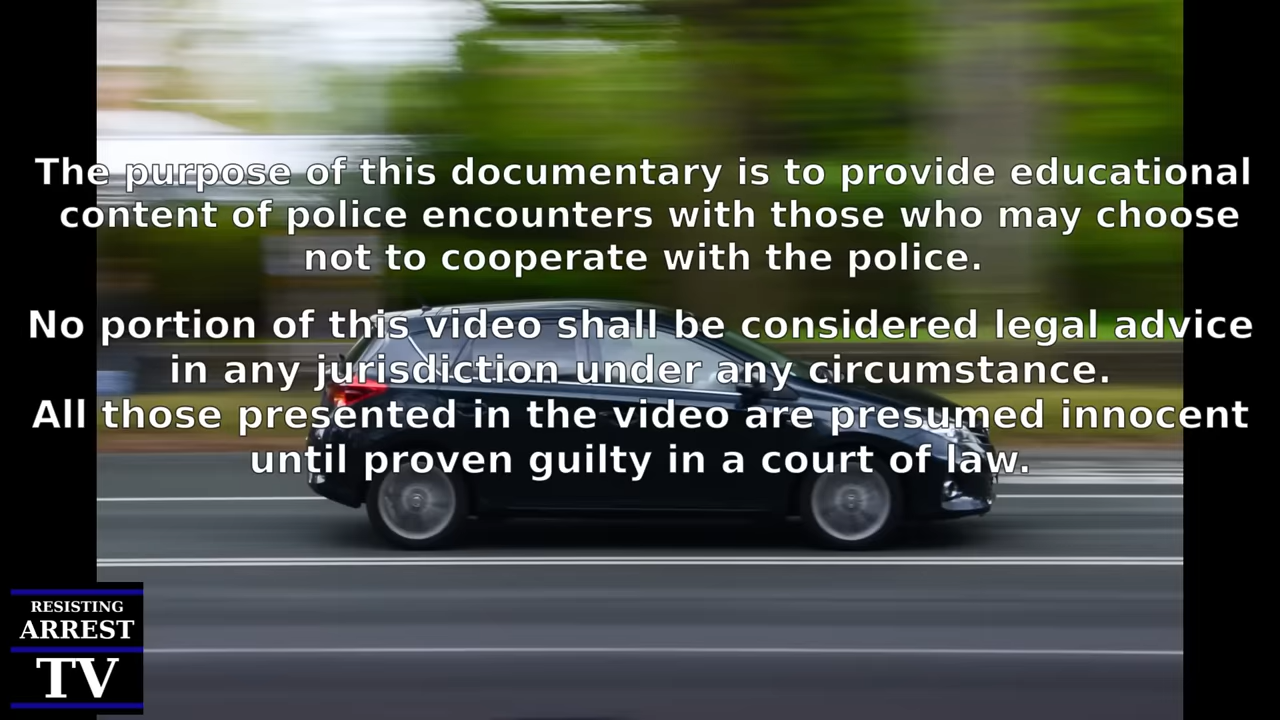 The purpose of this documentary is to provide educational
content of police encounters with those who may choose
not to cooperate with the police.
No portion of this video shall be considered legal advice
in any jurisdiction under any circumstance.
All those presented in the video are presumed innocent
until proven guilty in a court of law.
RESISTING
ARREST
TV